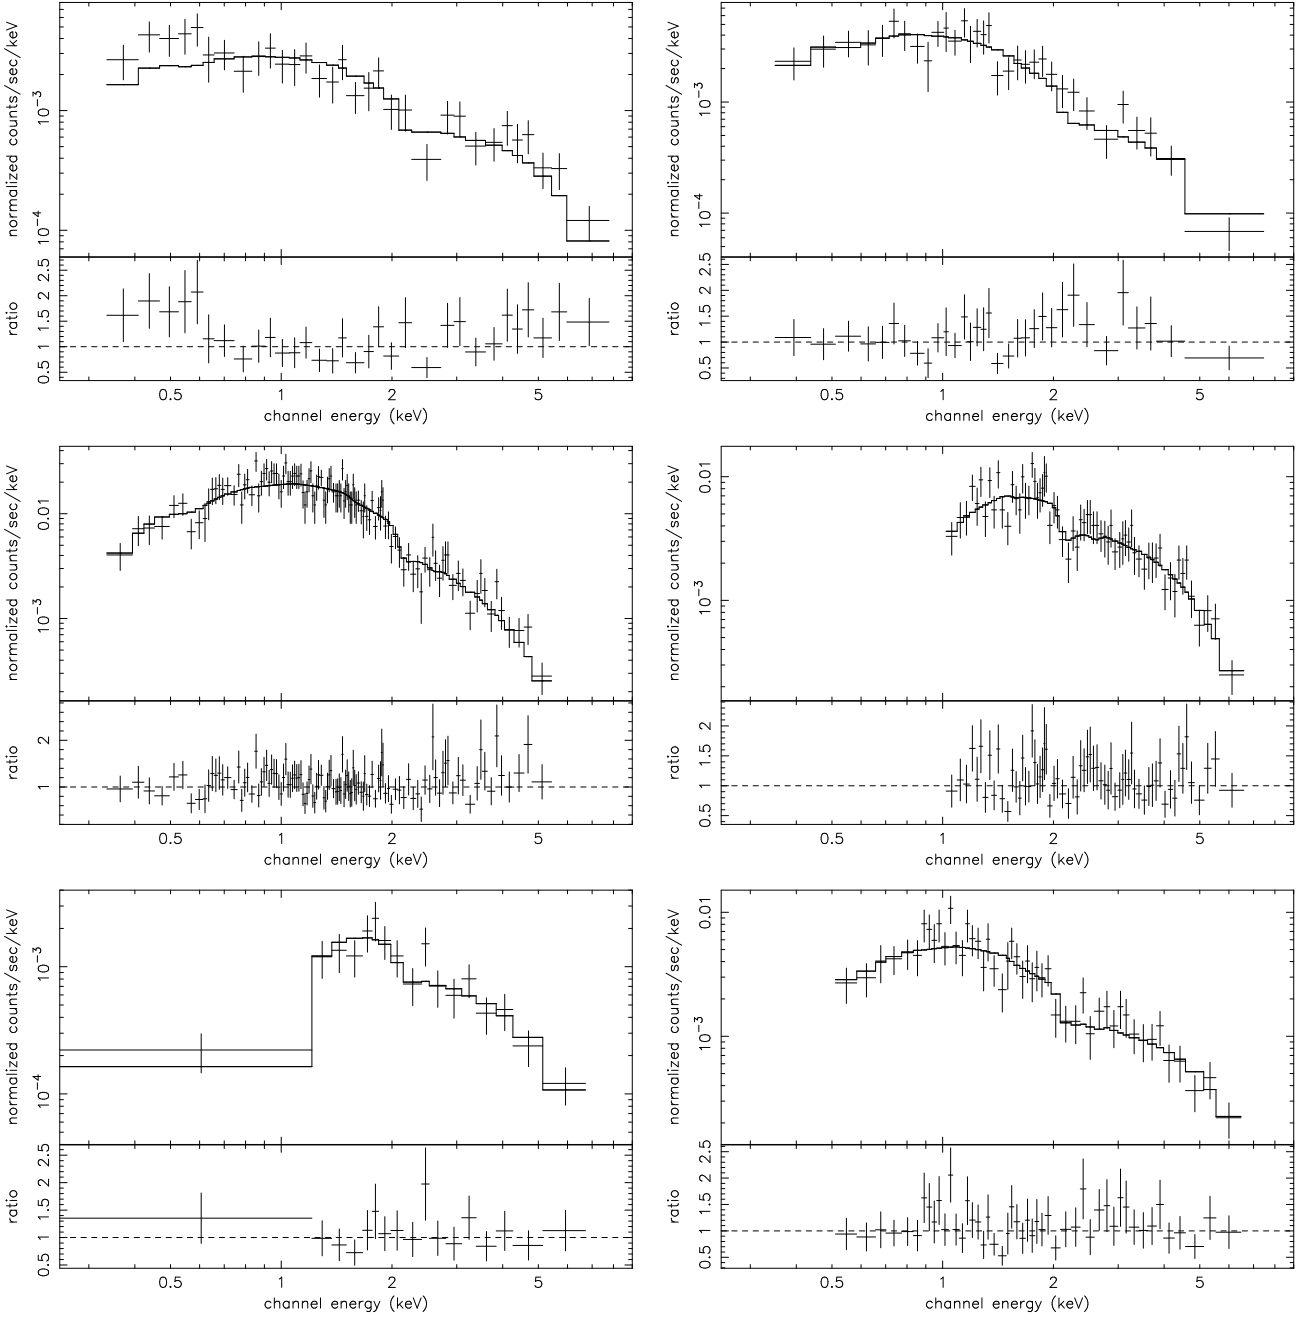 normalized counts/sec/keV
10⁻³
10⁻⁴
ratio
2.5
2
1.5
1
0.5
0.5 1 2 5
channel energy (keV)
normalized counts/sec/keV
10⁻³
10⁻⁴
ratio
2.5
2
1.5
1
0.5
0.5 1 2 5
channel energy (keV)
normalized counts/sec/keV
0.01
10⁻³
ratio
2
1
0.5 1 2 5
channel energy (keV)
normalized counts/sec/keV
0.01
10⁻³
ratio
2
1.5
1
0.5
0.5 1 2 5
channel energy (keV)
normalized counts/sec/keV
10⁻³
10⁻⁴
ratio
2.5
2
1.5
1
0.5
0.5 1 2 5
channel energy (keV)
normalized counts/sec/keV
0.01
10⁻³
ratio
2.5
2
1.5
1
0.5
0.5 1 2 5
channel energy (keV)